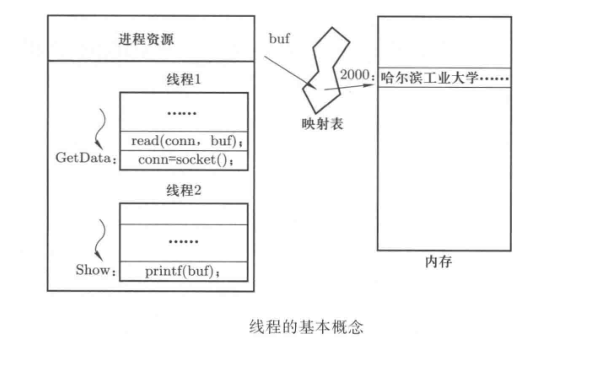 进程资源
线程1
……
read(conn, buf);
GetData: conn=socket();
线程2
……
Show: printf(buf);
buf
映射表
2000: 哈尔滨工业大学……
内存
线程的基本概念